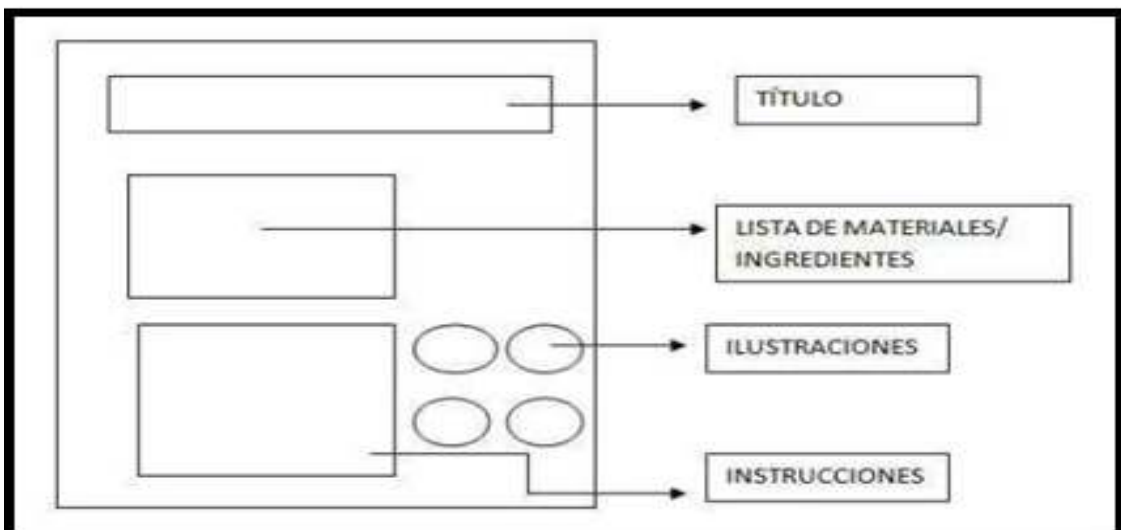 TÍTULO
LISTA DE MATERIALES/
INGREDIENTES
ILUSTRACIONES
INSTRUCCIONES